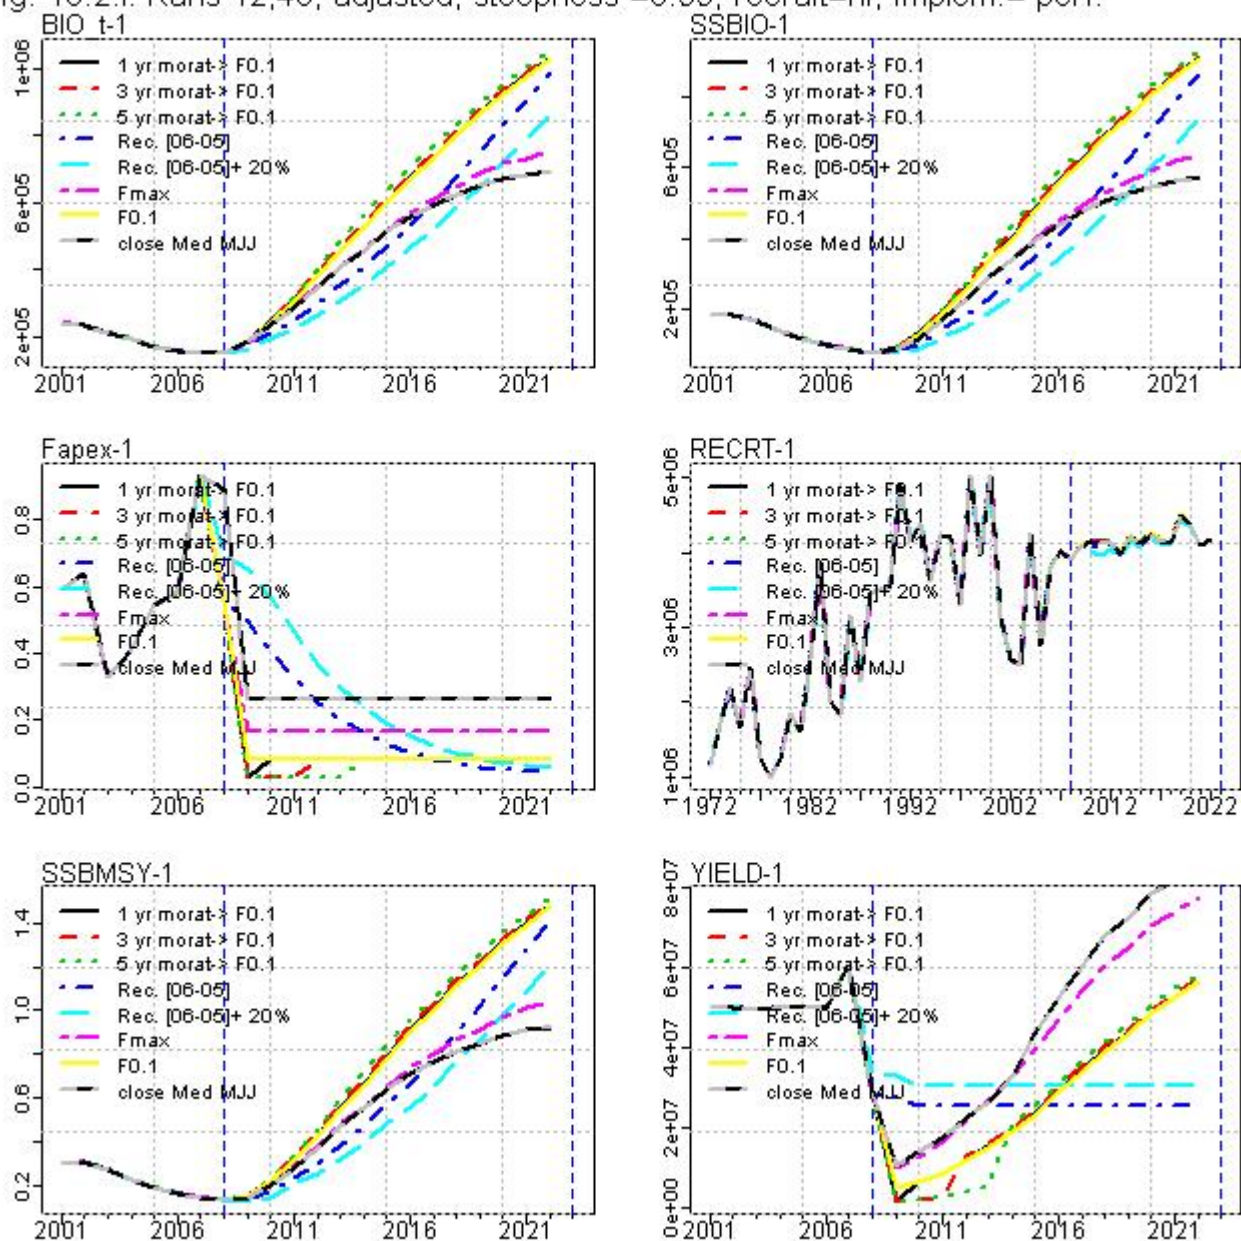 BIO_t-1
1e+06
6e+05
2e+05
1 yr morat-> F0.1
3 yr morat-> F0.1
5 yr morat-> F0.1
Rec. [06-05]
Rec. [06-05]+ 20%
Fmax
F0.1
close Med MJJ
2001 2006 2011 2016 2021
SSBIO-1
6e+05
2e+05
1 yr morat-> F0.1
3 yr morat-> F0.1
5 yr morat-> F0.1
Rec. [06-05]
Rec. [06-05]+ 20%
Fmax
F0.1
close Med MJJ
2001 2006 2011 2016 2021
Fapex-1
0.8
0.6
0.4
0.2
0.0
1 yr morat-> F0.1
3 yr morat-> F0.1
5 yr morat-> F0.1
Rec. [06-05]
Rec. [06-05]+ 20%
Fmax
F0.1
close Med MJJ
2001 2006 2011 2016 2021
RECRT-1
5e+06
3e+06
1e+06
1 yr morat-> F0.1
3 yr morat-> F0.1
5 yr morat-> F0.1
Rec. [06-05]
Rec. [06-05]+ 20%
Fmax
F0.1
close Med MJJ
1972 1982 1992 2002 2012 2022
SSBMSY-1
1.4
1.0
0.6
0.2
1 yr morat-> F0.1
3 yr morat-> F0.1
5 yr morat-> F0.1
Rec. [06-05]
Rec. [06-05]+ 20%
Fmax
F0.1
close Med MJJ
2001 2006 2011 2016 2021
YIELD-1
8e+07
6e+07
4e+07
2e+07
0e+00
1 yr morat-> F0.1
3 yr morat-> F0.1
5 yr morat-> F0.1
Rec. [06-05]
Rec. [06-05]+ 20%
Fmax
F0.1
close Med MJJ
2001 2006 2011 2016 2021